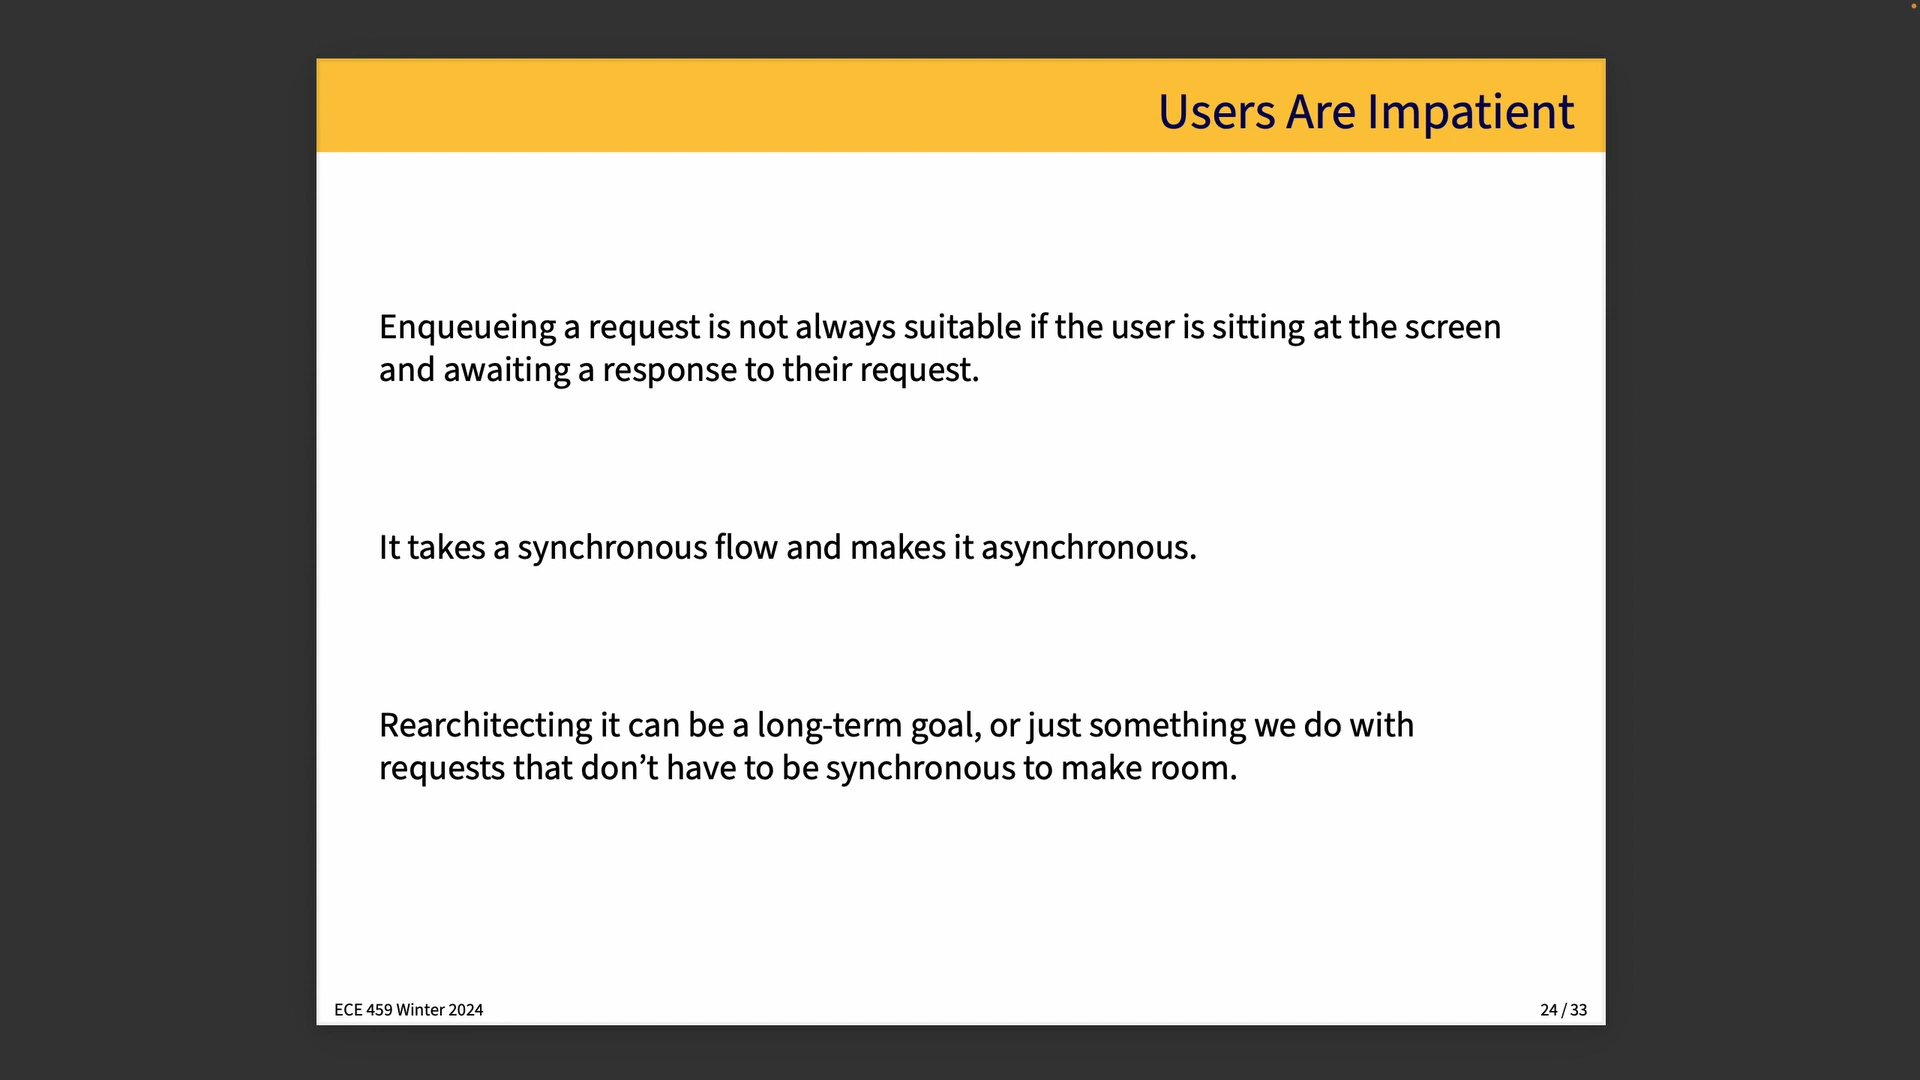 Users Are Impatient
Enqueueing a request is not always suitable if the user is sitting at the screen
and awaiting a response to their request.
It takes a synchronous flow and makes it asynchronous.
Rearchitecting it can be a long-term goal, or just something we do with
requests that don’t have to be synchronous to make room.
ECE 459 Winter 2024
24 / 33